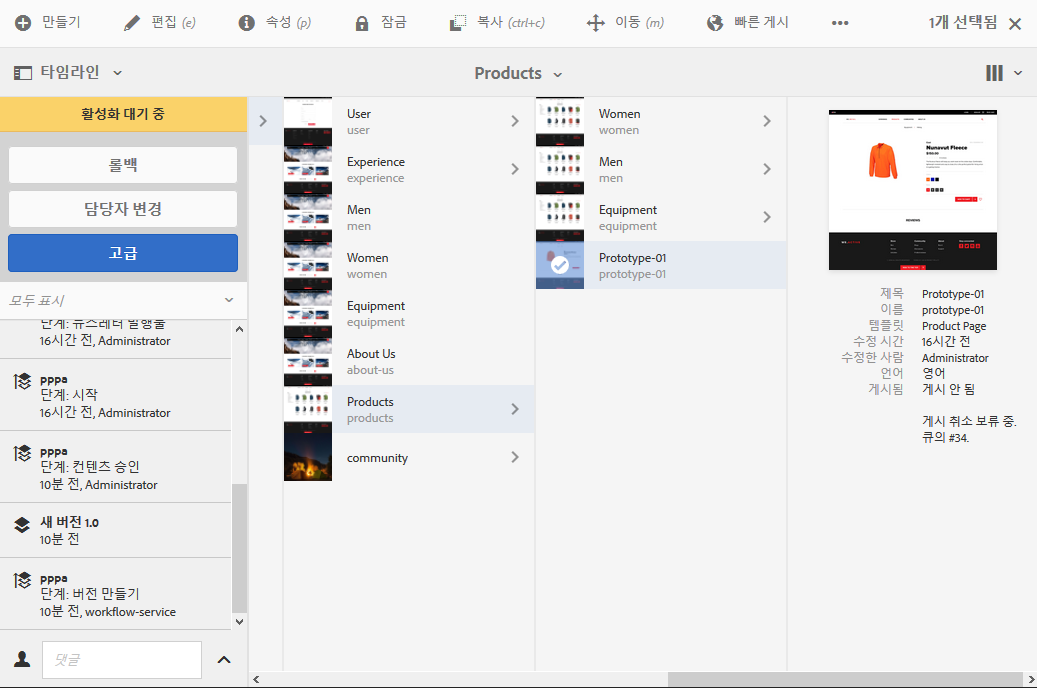 만들기
편집 (e)
속성 (p)
잠금
복사 (ctrl+c)
이동 (m)
빠른 게시
1개 선택됨
타임라인
Products
활성화 대기 중
롤백
담당자 변경
고급
모두 표시
단계: 뉴스레터 발행물
16시간 전, Administrator
pppa
단계: 시작
16시간 전, Administrator
pppa
단계: 컨텐츠 승인
10분 전, Administrator
새 버전 1.0
10분 전
pppa
단계: 버전 만들기
10분 전, workflow-service
댓글
User
user
Experience
experience
Men
men
Women
women
Equipment
equipment
About Us
about-us
Products
products
community
Women
women
Men
men
Equipment
equipment
Prototype-01
prototype-01
Nunavut Fleece
REVIEWS
제목 Prototype-01
이름 prototype-01
템플릿 Product Page
수정 시간 16시간 전
수정한 사람 Administrator
언어 영어
게시됨 게시 안 됨
게시 취소 보류 중.
큐의 #34.